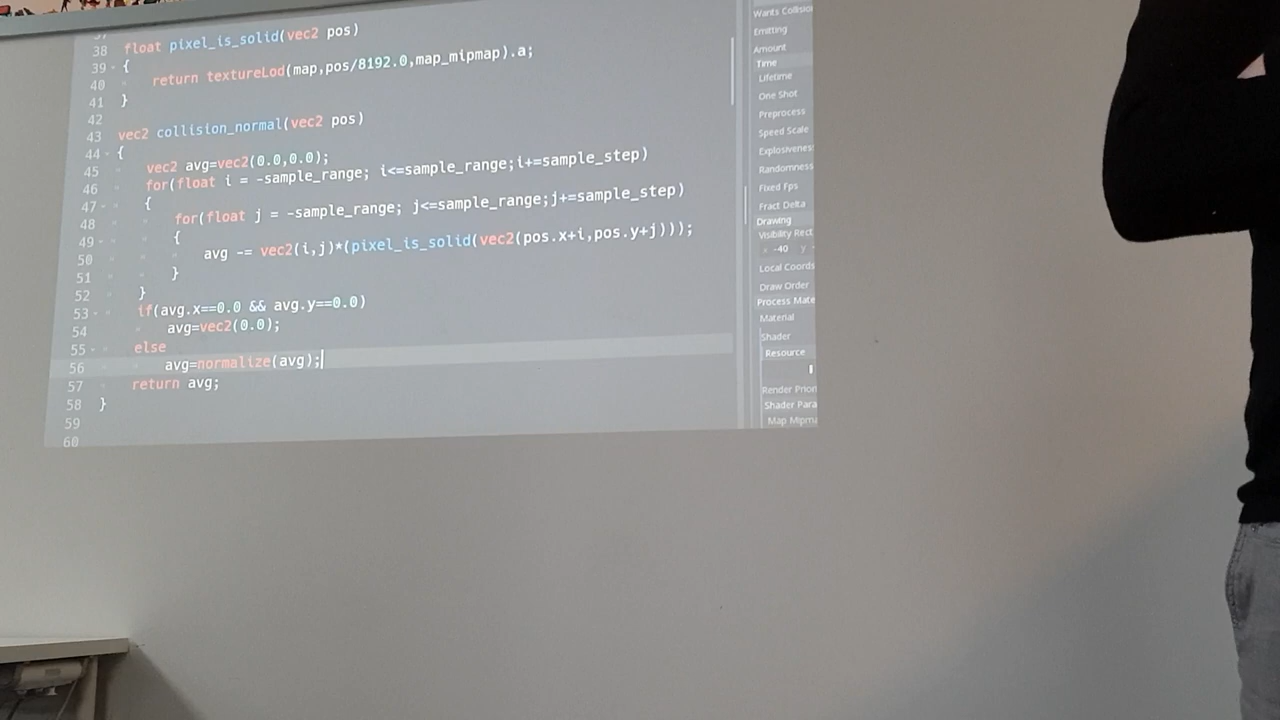 37
38 float pixel_is_solid(vec2 pos)
39 {
40 return textureLod(map,pos/8192.0,map_mipmap).a;
41 }
42
43 vec2 collision_normal(vec2 pos)
44 {
45 vec2 avg=vec2(0.0,0.0);
46 for(float i = -sample_range; i<=sample_range;i+=sample_step)
47 {
48 for(float j = -sample_range; j<=sample_range;j+=sample_step)
49 {
50 avg -= vec2(i,j)*(pixel_is_solid(vec2(pos.x+i,pos.y+j)));
51 }
52 }
53 if(avg.x==0.0 && avg.y==0.0)
54 avg=vec2(0.0);
55 else
56 avg=normalize(avg);
57 return avg;
58 }
59
60
Wants Collision
Emitting
Amount
Time
Lifetime
One Shot
Preprocess
Speed Scale
Explosiveness
Randomness
Fixed Fps
Fract Delta
Drawing
Visibility Rect
x -40 y -
Local Coords
Draw Order
Process Mate
Material
Shader
Resource
Render Prior
Shader Para
Map Mipma